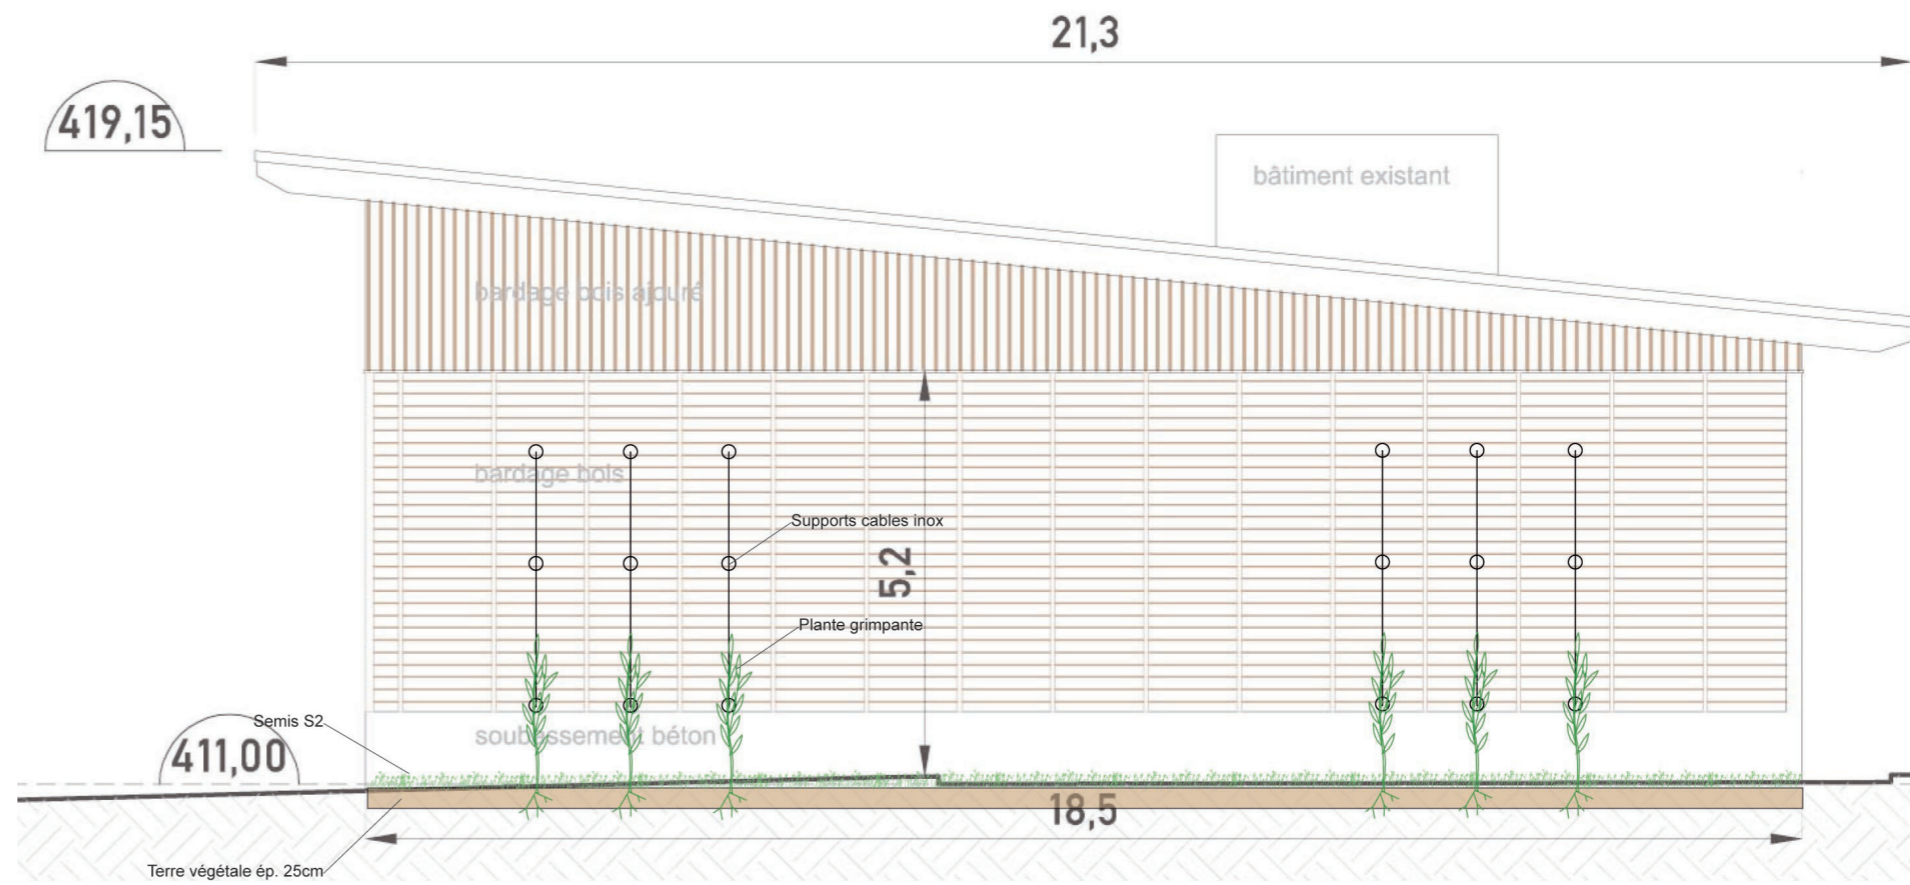 21,3
419,15
bâtiment existant
bardage bois ajouré
bardage bois
Supports cables inox
5,2
Plante grimpante
Semis S2
soubassement béton
411,00
18,5
Terre végétale ép. 25cm